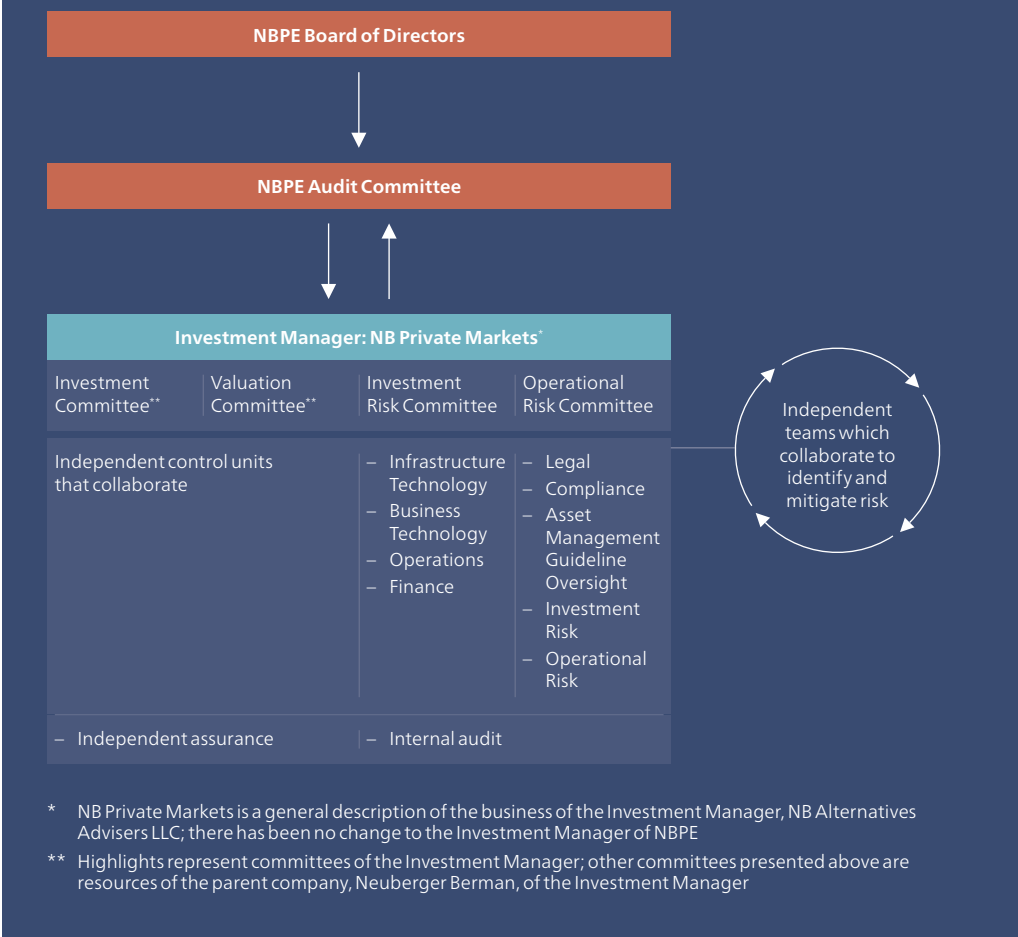 NBPE Board of Directors
NBPE Audit Committee
Investment Manager: NB Private Markets*
Investment
Committee**
Valuation
Committee**
Investment
Risk Committee
Operational
Risk Committee
Independent control units
that collaborate
– Infrastructure
Technology
– Business
Technology
– Operations
– Finance
– Legal
– Compliance
– Asset
Management
Guideline
Oversight
– Investment
Risk
– Operational
Risk
Independent
teams which
collaborate to
identify and
mitigate risk
– Independent assurance
– Internal audit
* NB Private Markets is a general description of the business of the Investment Manager, NB Alternatives
Advisers LLC; there has been no change to the Investment Manager of NBPE
** Highlights represent committees of the Investment Manager; other committees presented above are
resources of the parent company, Neuberger Berman, of the Investment Manager